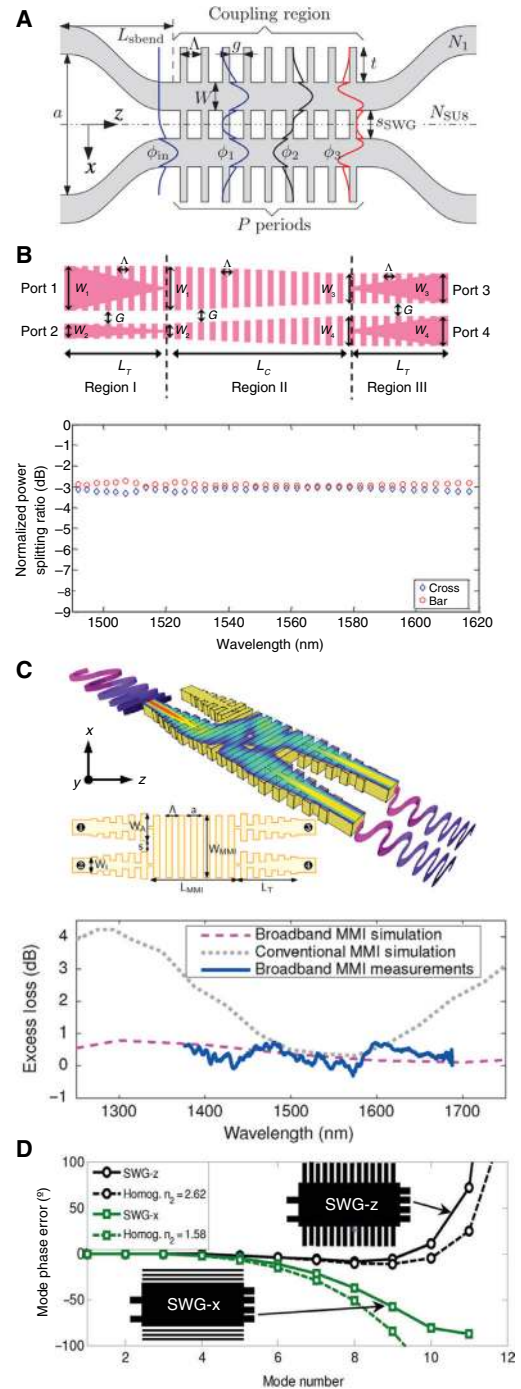 A
Coupling region
L_sbend
Λ
g
t
N_1
W
a
z
s_SWG
N_SUS
x
ϕ_in
ϕ_1
ϕ_2
ϕ_3
P periods
B
Λ Λ Λ
Port 1 W_1 W_1 W_3 W_3 Port 3
G G G
Port 2 W_2 W_2 W_4 W_4 Port 4
L_T L_C L_T
Region I Region II Region III
Normalized power
splitting ratio (dB)
0
−1
−2
−3
−4
−5
−6
−7
−8
−9
Cross
Bar
1500 1520 1540 1560 1580 1600 1620
Wavelength (nm)
C
x
y z
Λ a
1 W_A 3
s W_MMI
2 W_I 4
L_MMI L_T
Excess loss (dB)
4
3
2
1
0
−1
Broadband MMI simulation
Conventional MMI simulation
Broadband MMI measurements
1300 1400 1500 1600 1700
Wavelength (nm)
D
Mode phase error (º)
100
50
0
−50
−100
SWG-z
Homog. n_2 = 2.62
SWG-x
Homog. n_2 = 1.58
SWG-z
SWG-x
2 4 6 8 10 12
Mode number